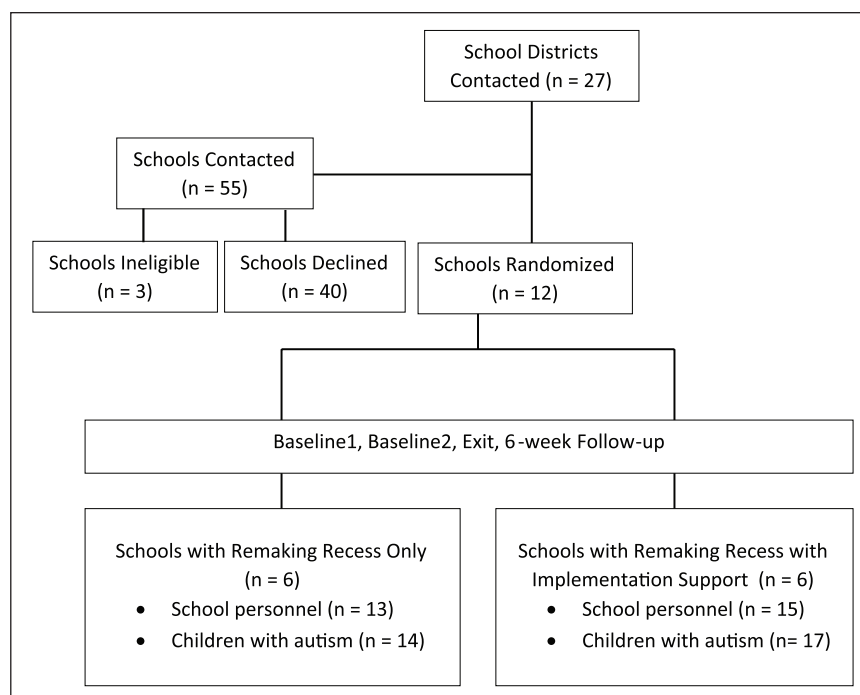 School Districts
Contacted (n = 27)
Schools Contacted
(n = 55)
Schools Ineligible
(n = 3)
Schools Declined
(n = 40)
Schools Randomized
(n = 12)
Baseline1, Baseline2, Exit, 6-week Follow-up
Schools with Remaking Recess Only
(n = 6)
• School personnel (n = 13)
• Children with autism (n = 14)
Schools with Remaking Recess with
Implementation Support (n = 6)
• School personnel (n = 15)
• Children with autism (n= 17)